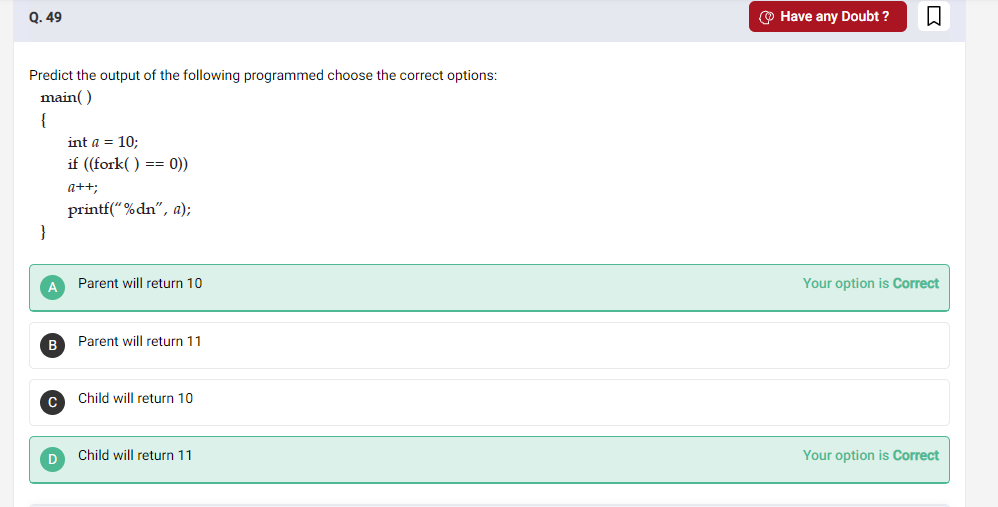 Q. 49
Have any Doubt ?
Predict the output of the following programmed choose the correct options:
main( )
{
int a = 10;
if ((fork( ) == 0))
a++;
printf(“%dn”, a);
}
A Parent will return 10 Your option is Correct
B Parent will return 11
C Child will return 10
D Child will return 11 Your option is Correct